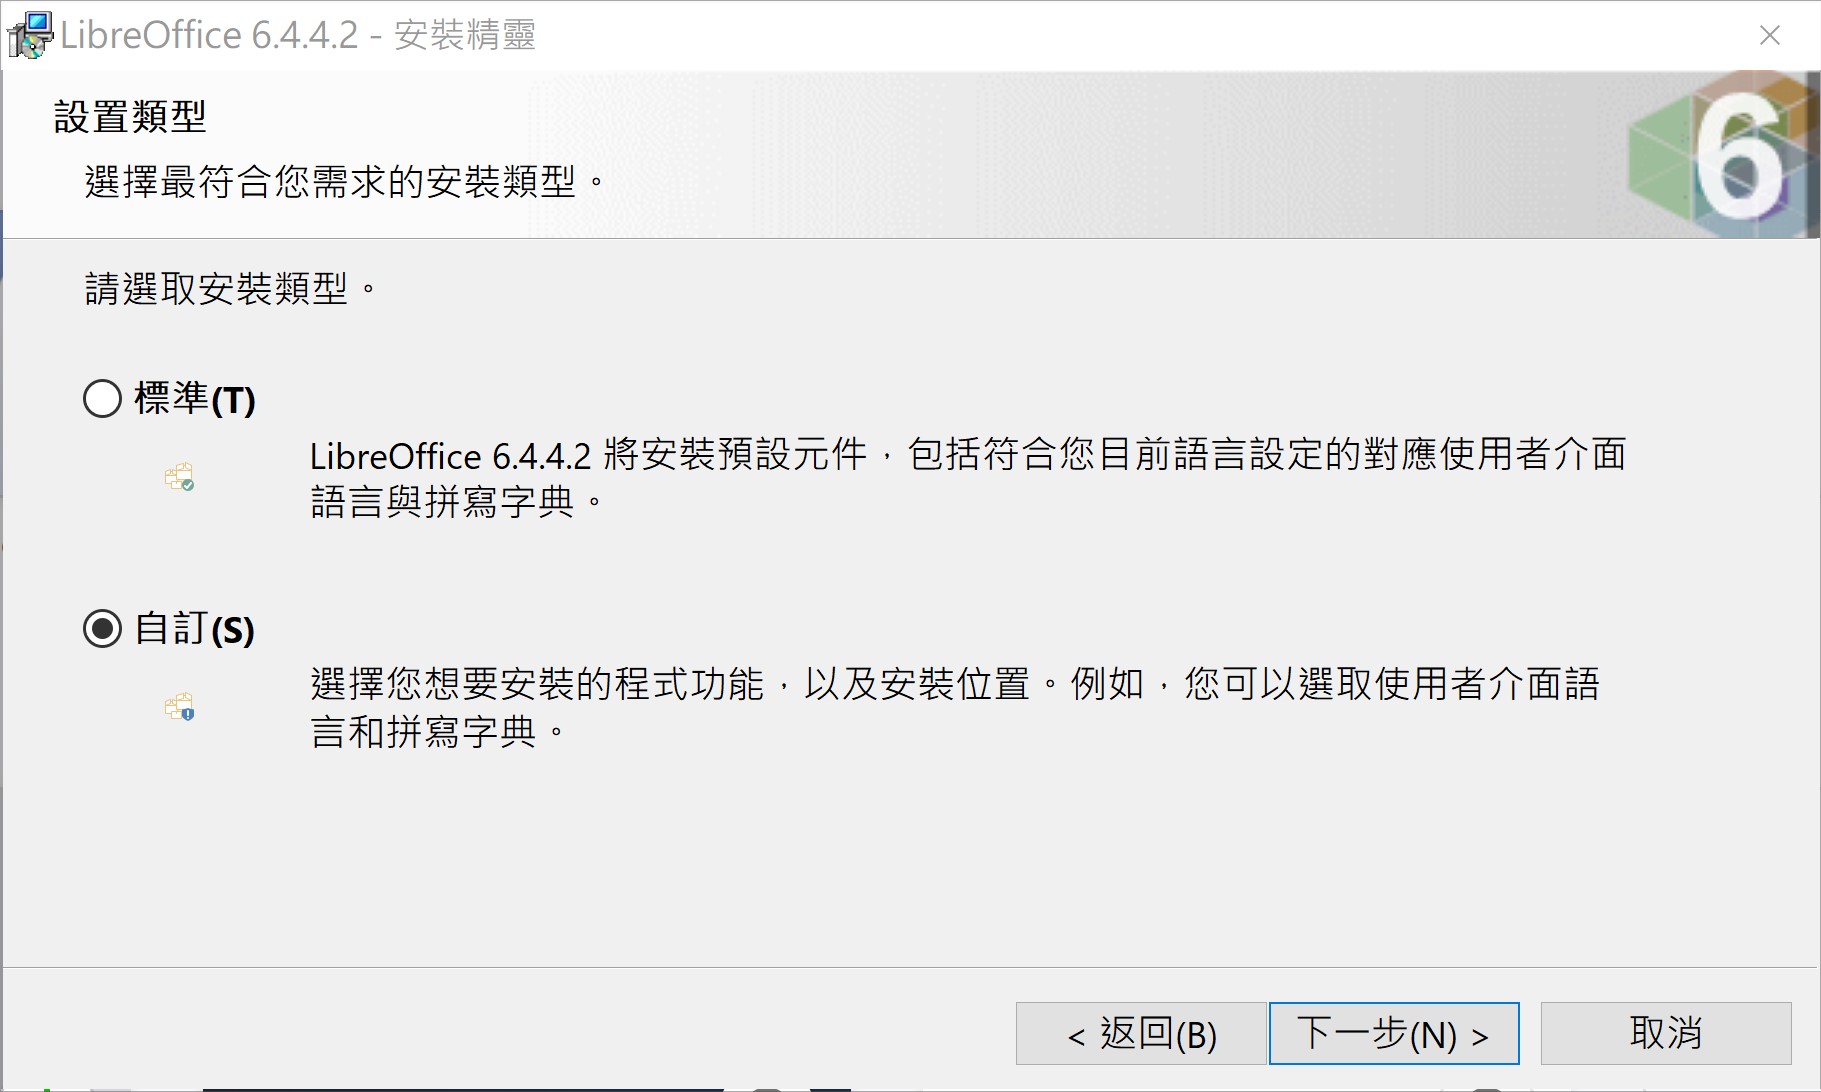 LibreOffice 6.4.4.2 - 安裝精靈
設置類型
選擇最符合您需求的安裝類型。
6
請選取安裝類型。
標準(T)
LibreOffice 6.4.4.2 將安裝預設元件，包括符合您目前語言設定的對應使用者介面
語言與拼寫字典。
自訂(S)
選擇您想要安裝的程式功能，以及安裝位置。例如，您可以選取使用者介面語
言和拼寫字典。
< 返回(B)
下一步(N) >
取消